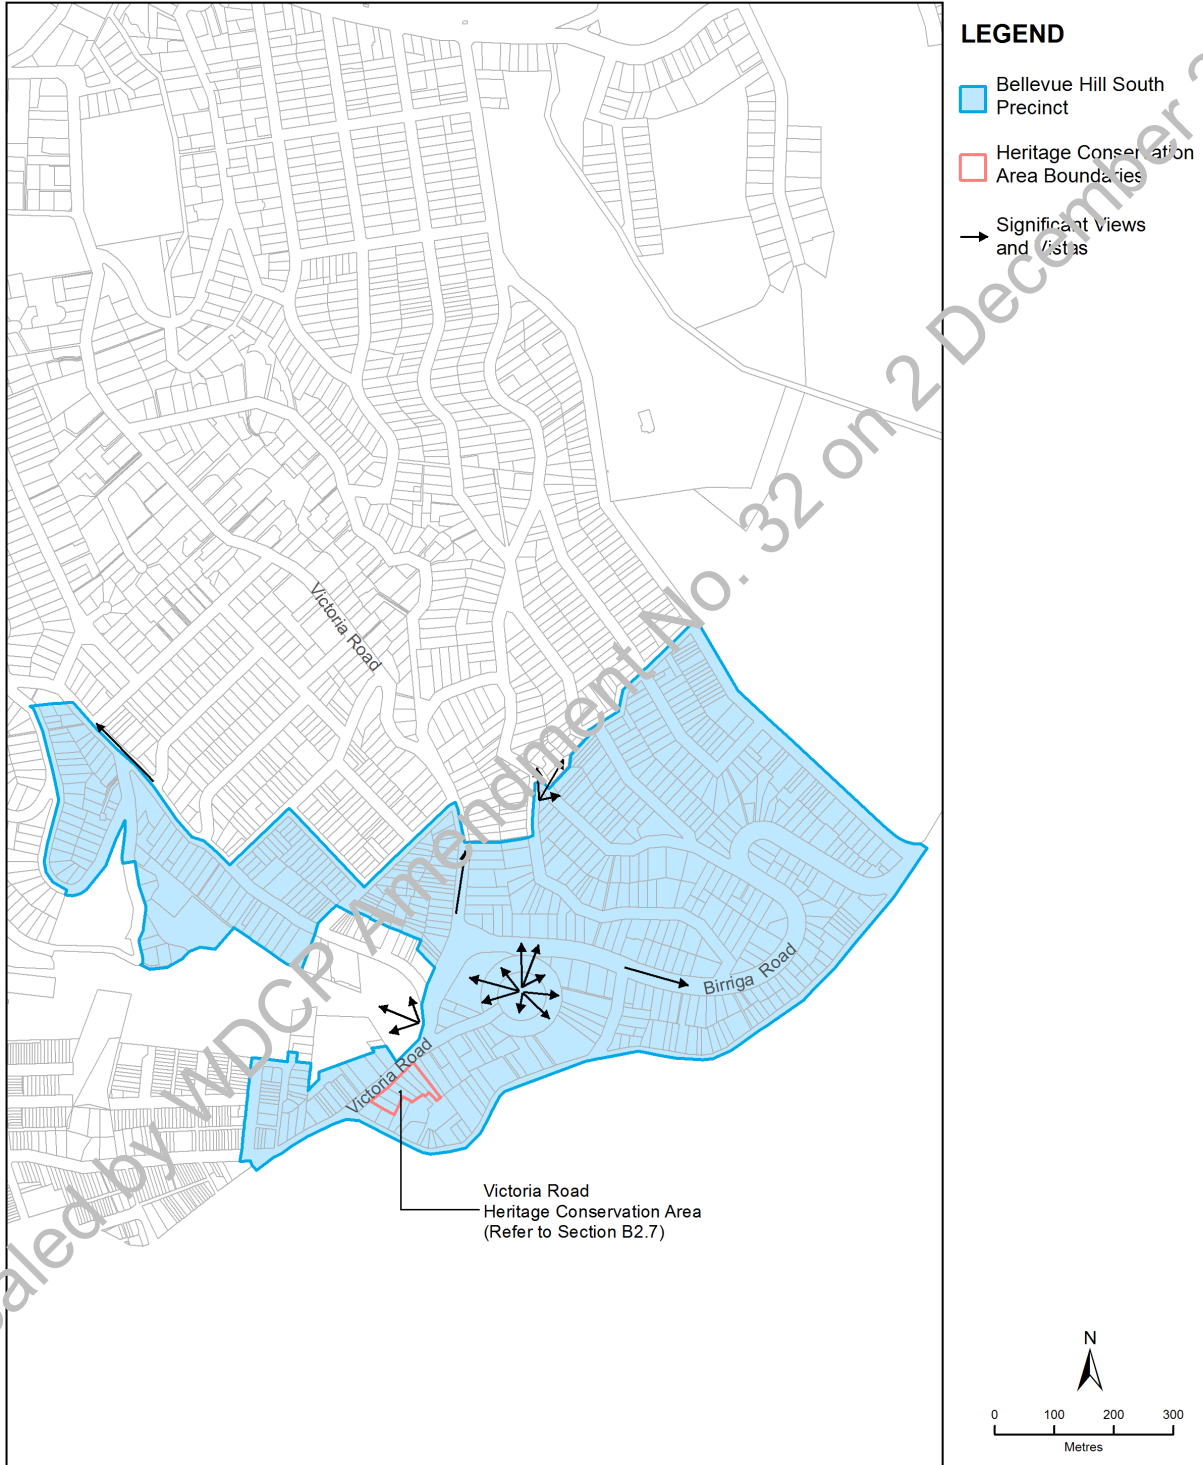 LEGEND
Bellevue Hill South
Precinct
Heritage Conservation
Area Boundaries
Significant Views
and Vistas
Victoria Road
Birriga Road
Victoria Road
Victoria Road
Heritage Conservation Area
(Refer to Section B2.7)
N
0 100 200 300
Metres
by WDCP Amendment No. 32 on 2 December